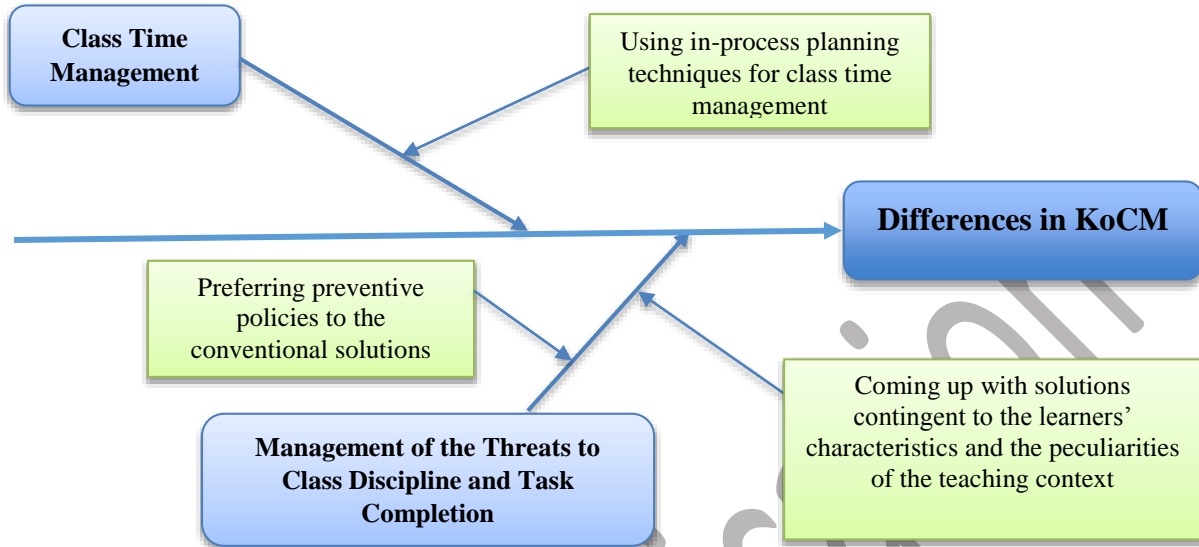 Class Time
Management
Using in-process planning
techniques for class time
management
Differences in KoCM
Preferring preventive
policies to the
conventional solutions
Management of the Threats to
Class Discipline and Task
Completion
Coming up with solutions
contingent to the learners’
characteristics and the peculiarities
of the teaching context